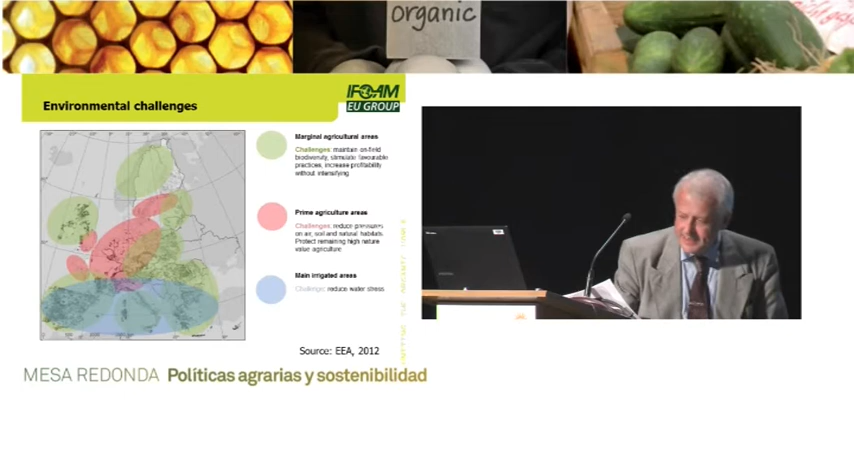 organic
IFOAM
EU GROUP
Environmental challenges
Marginal agricultural areas
Challenges: maintain on-field
biodiversity, stimulate favourable
practices, increase profitability
without intensifying
Prime agriculture areas
Challenges: reduce pressures
on air, soil and natural habitats.
Protect remaining high nature
value agriculture
Main irrigated areas
Challenge: reduce water stress
Source: EEA, 2012
MESA REDONDA Políticas agrarias y sostenibilidad